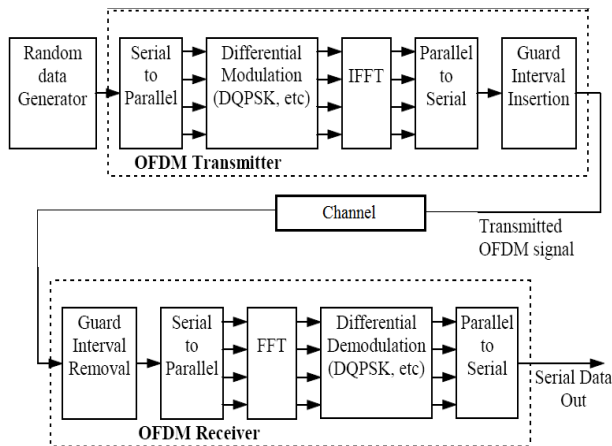 Random
data
Generator
Serial
to
Parallel
Differential
Modulation
(DQPSK, etc)
IFFT
Parallel
to
Serial
Guard
Interval
Insertion
OFDM Transmitter
Channel
Transmitted
OFDM signal
Guard
Interval
Removal
Serial
to
Parallel
FFT
Differential
Demodulation
(DQPSK, etc)
Parallel
to
Serial
Serial Data
Out
OFDM Receiver